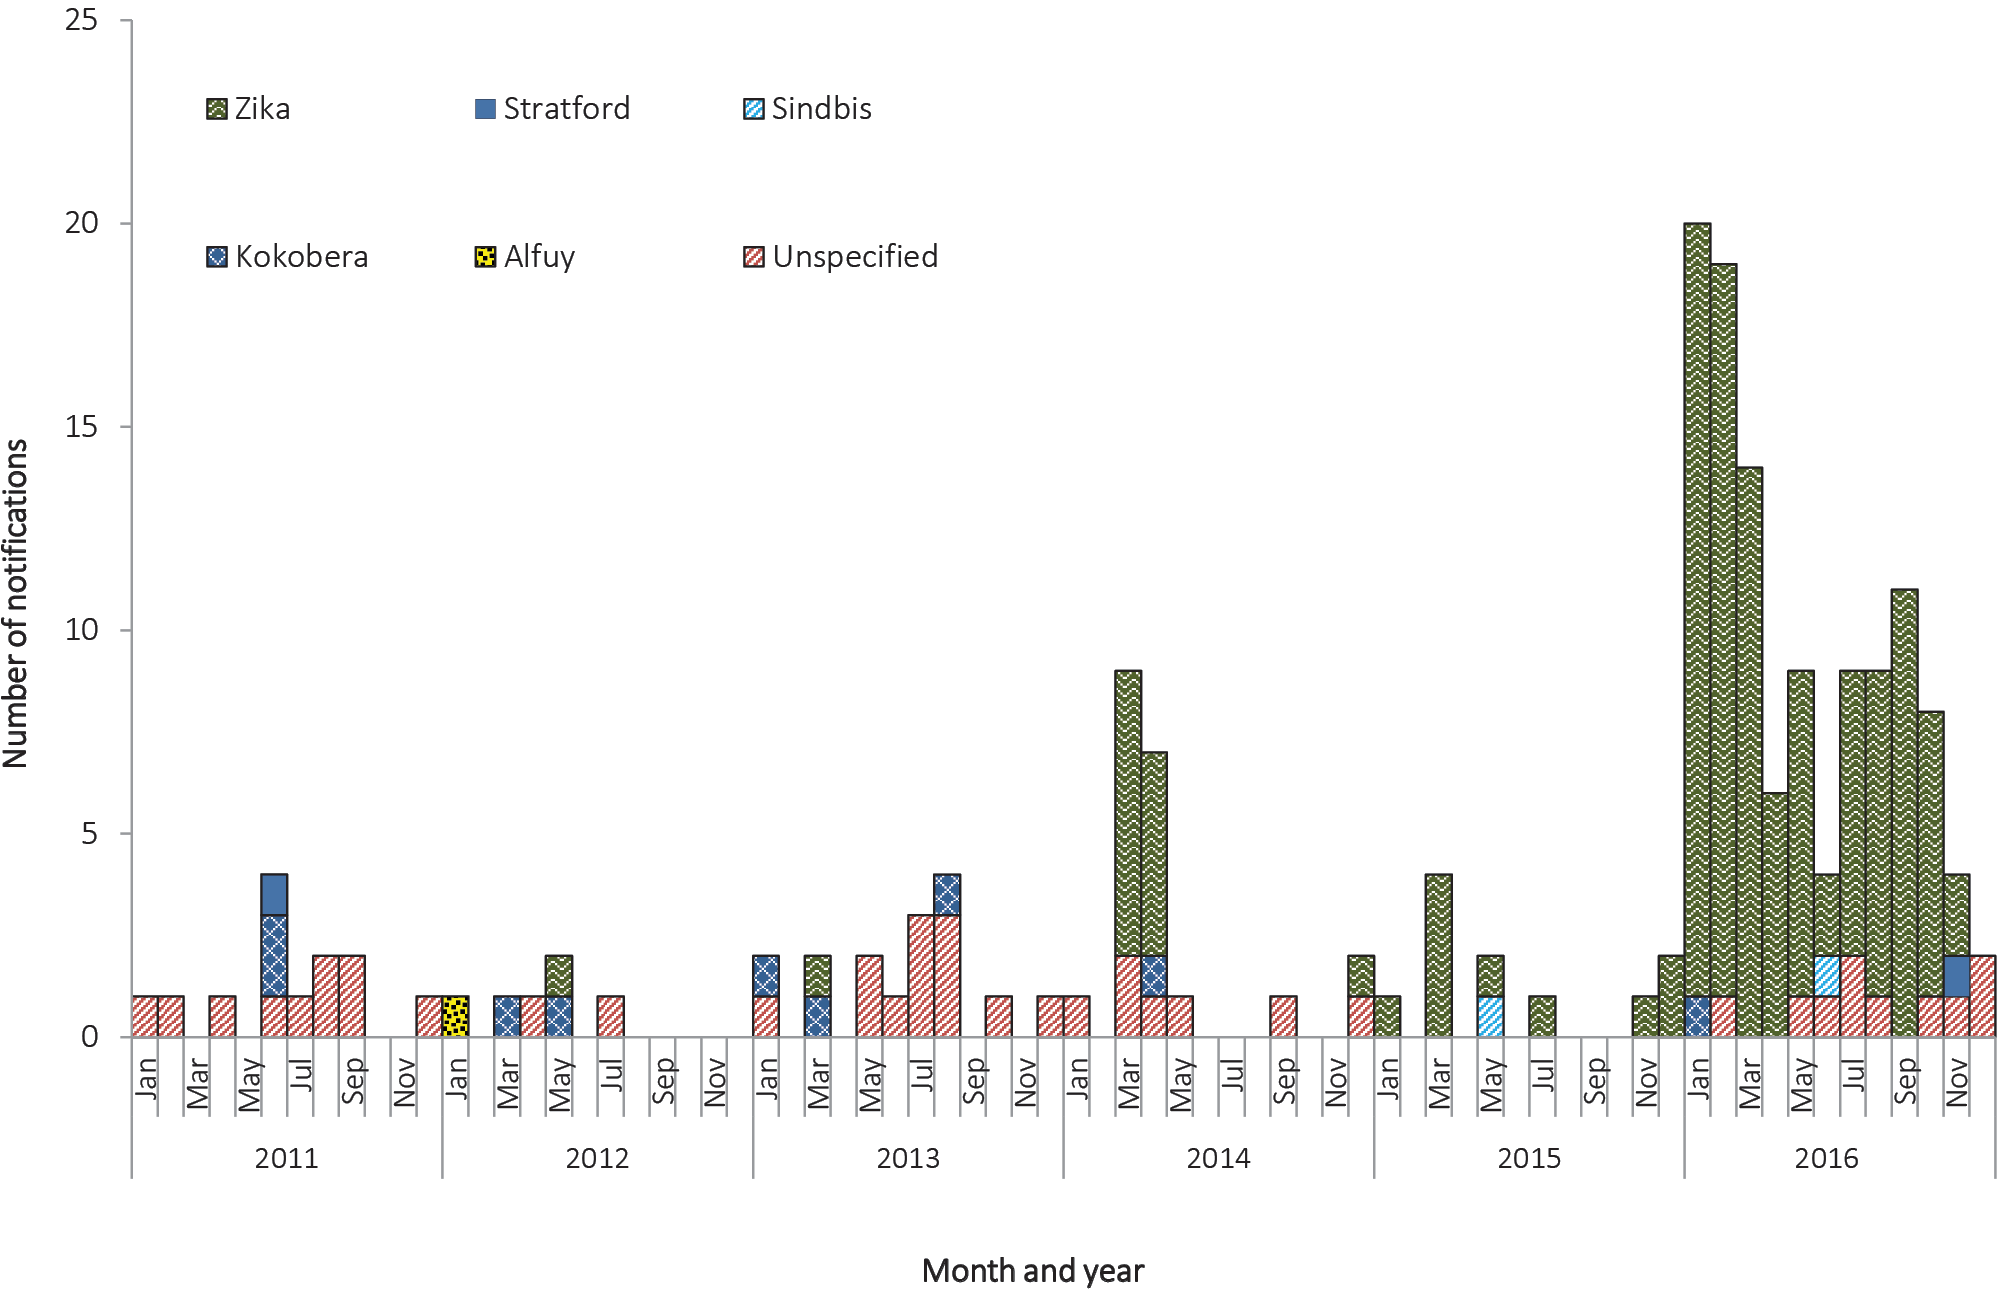 25
20
15
10
5
0
Number of notifications
Zika
Stratford
Sindbis
Kokobera
Alfuy
Unspecified
Jan Mar May Jul Sep Nov Jan Mar May Jul Sep Nov Jan Mar May Jul Sep Nov Jan Mar May Jul Sep Nov Jan Mar May Jul Sep Nov Jan Mar May Jul Sep Nov
2011 2012 2013 2014 2015 2016
Month and year